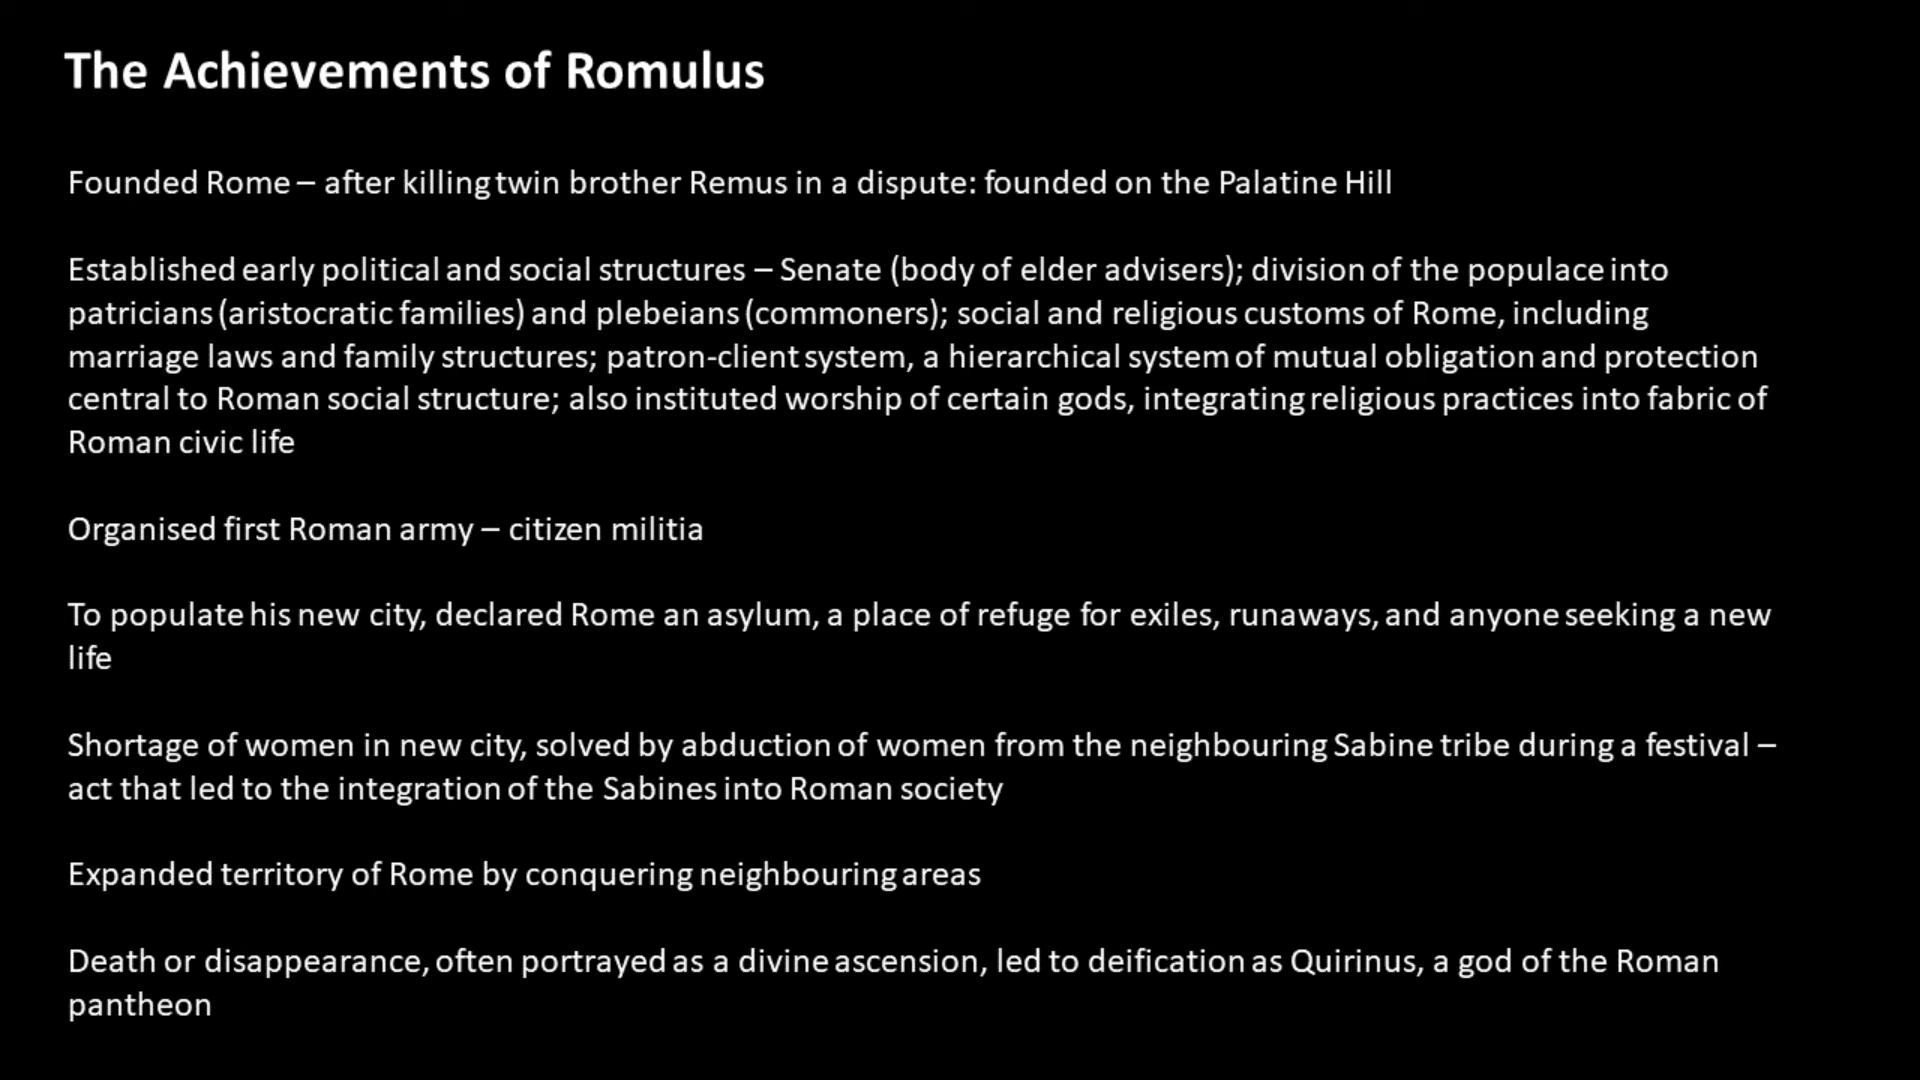 The Achievements of Romulus
Founded Rome – after killing twin brother Remus in a dispute: founded on the Palatine Hill
Established early political and social structures – Senate (body of elder advisers); division of the populace into
patricians (aristocratic families) and plebeians (commoners); social and religious customs of Rome, including
marriage laws and family structures; patron-client system, a hierarchical system of mutual obligation and protection
central to Roman social structure; also instituted worship of certain gods, integrating religious practices into fabric of
Roman civic life
Organised first Roman army – citizen militia
To populate his new city, declared Rome an asylum, a place of refuge for exiles, runaways, and anyone seeking a new
life
Shortage of women in new city, solved by abduction of women from the neighbouring Sabine tribe during a festival –
act that led to the integration of the Sabines into Roman society
Expanded territory of Rome by conquering neighbouring areas
Death or disappearance, often portrayed as a divine ascension, led to deification as Quirinus, a god of the Roman
pantheon